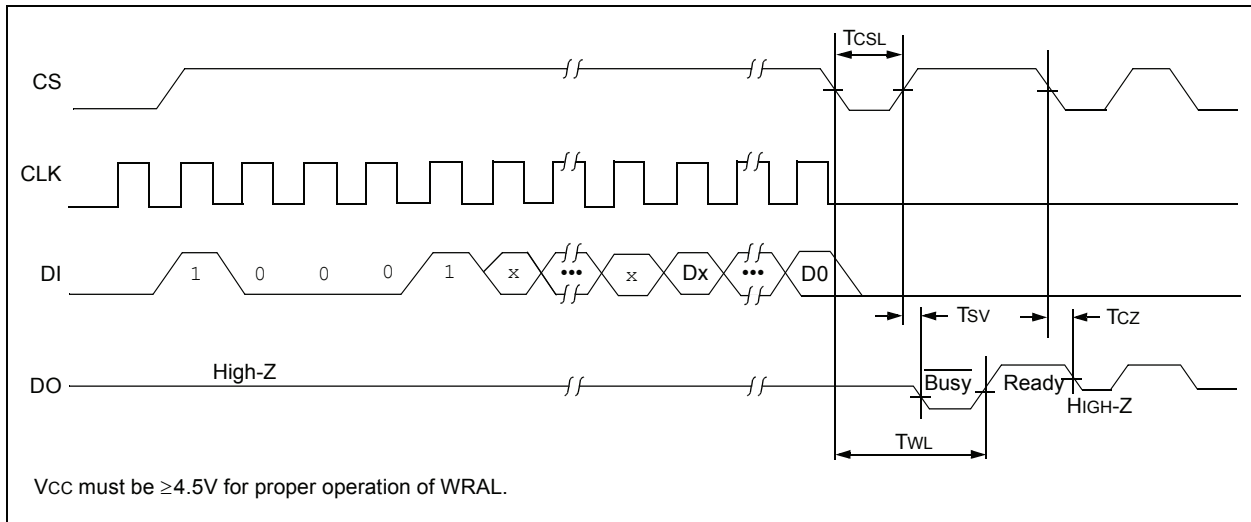 TCSL
CS
CLK
DI 1 0 0 0 1 x ••• x Dx ••• D0
TSV TCZ
High-Z
DO Busy Ready
HIGH-Z
TWL
VCC must be ≥4.5V for proper operation of WRAL.